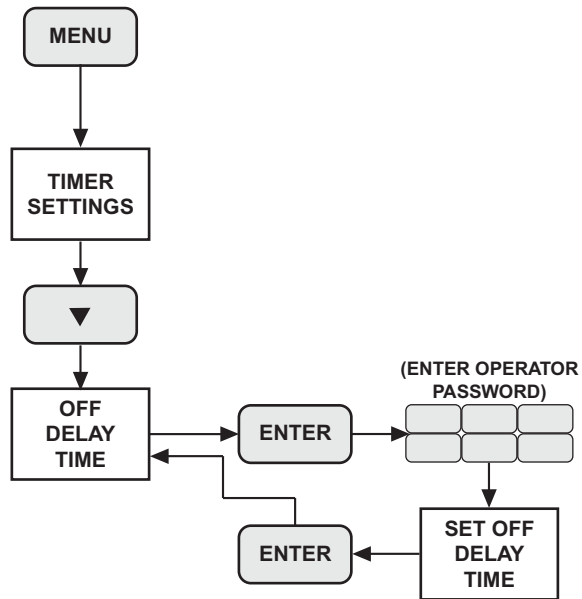 MENU
TIMER
SETTINGS
▼
OFF
DELAY
TIME
ENTER
(ENTER OPERATOR
PASSWORD)
ENTER
SET OFF
DELAY
TIME